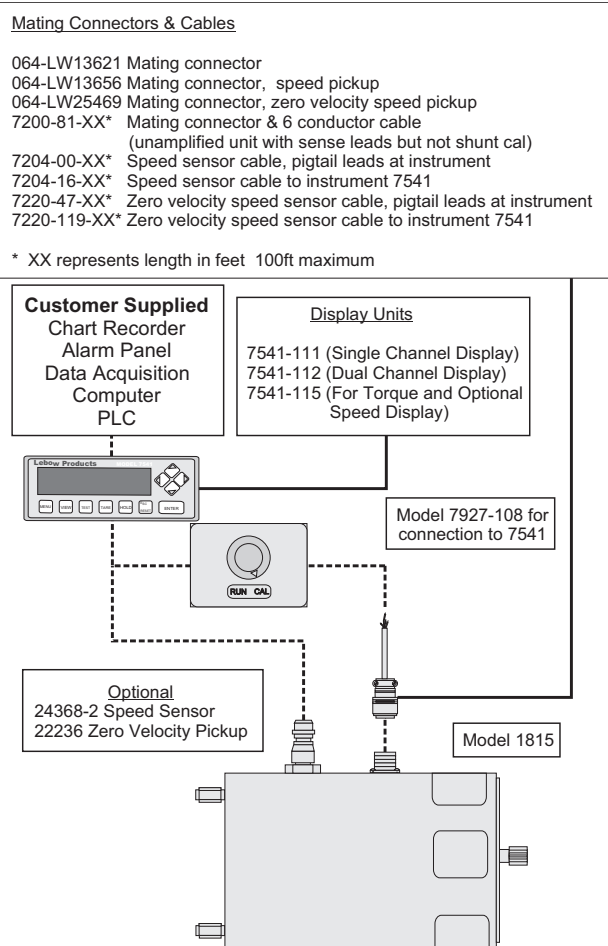 Mating Connectors & Cables
064-LW13621 Mating connector
064-LW13656 Mating connector, speed pickup
064-LW25469 Mating connector, zero velocity speed pickup
7200-81-XX* Mating connector & 6 conductor cable
(unamplified unit with sense leads but not shunt cal)
7204-00-XX* Speed sensor cable, pigtail leads at instrument
7204-16-XX* Speed sensor cable to instrument 7541
7220-47-XX* Zero velocity speed sensor cable, pigtail leads at instrument
7220-119-XX* Zero velocity speed sensor cable to instrument 7541
* XX represents length in feet 100ft maximum
Customer Supplied
Chart Recorder
Alarm Panel
Data Acquisition
Computer
PLC
Display Units
7541-111 (Single Channel Display)
7541-112 (Dual Channel Display)
7541-115 (For Torque and Optional
Speed Display)
Lebow Products
MENU VIEW TEST TARE HOLD RESET ENTER
Model 7927-108 for
connection to 7541
RUN CAL
Optional
24368-2 Speed Sensor
22236 Zero Velocity Pickup
Model 1815